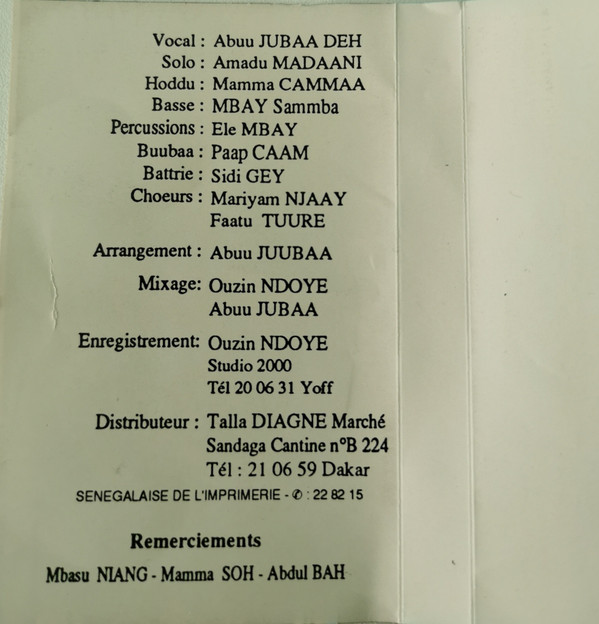 Vocal : Abuu JUBAA DEH
Solo : Amadu MADAANI
Hoddu : Mamma CAMMAA
Basse : MBAY Sammba
Percussions : Ele MBAY
Buubaa : Paap CAAM
Battrie : Sidi GEY
Choeurs : Mariyam NJAAY
Faatu TUURE
Arrangement : Abuu JUUBAA
Mixage: Ouzin NDOYE
Abuu JUBAA
Enregistrement: Ouzin NDOYE
Studio 2000
Tél 20 06 31 Yoff
Distributeur : Talla DIAGNE Marché
Sandaga Cantine n°B 224
Tél : 21 06 59 Dakar
SENEGALAISE DE L'IMPRIMERIE - ✆ : 22 82 15
Remerciements
Mbasu NIANG - Mamma SOH - Abdul BAH